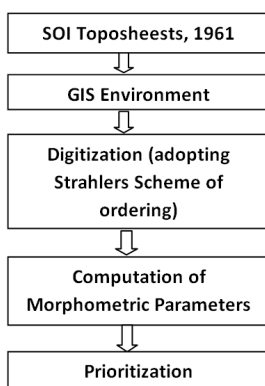 SOI Toposheests, 1961
GIS Environment
Digitization (adopting
Strahlers Scheme of
ordering)
Computation of
Morphometric Parameters
Prioritization